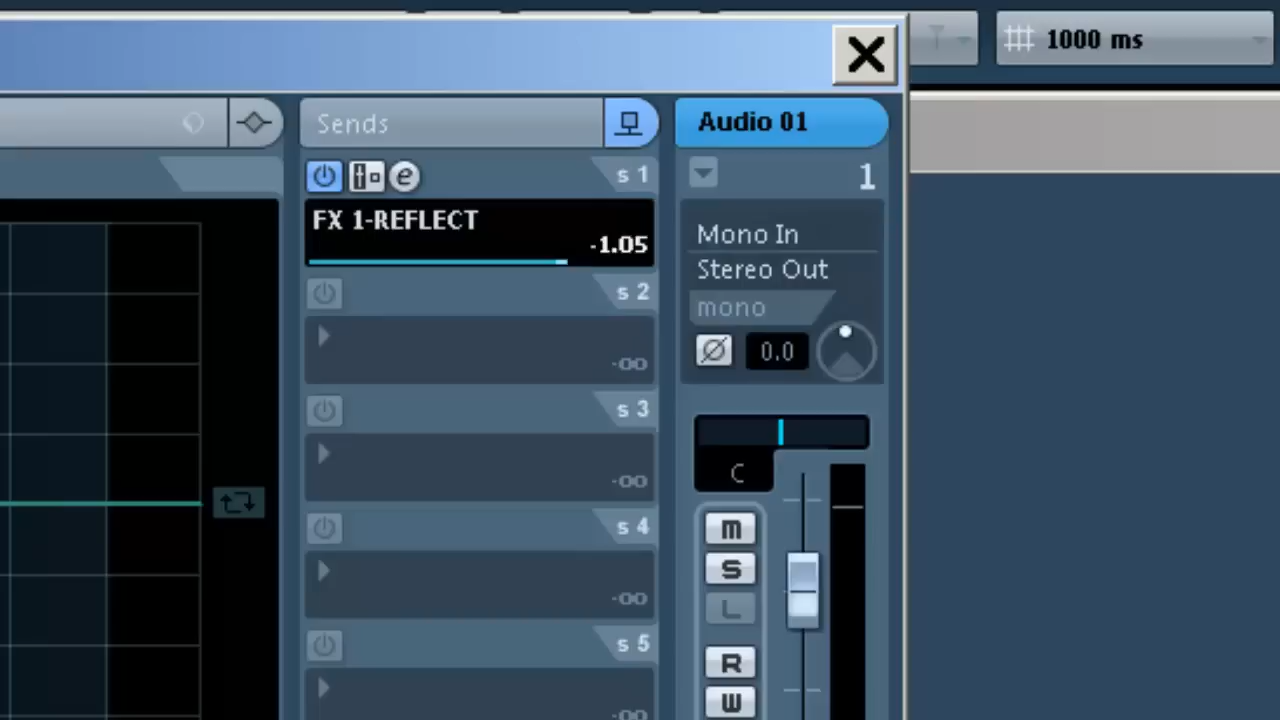 1000 ms
Sends
Audio 01
e
s 1
1
FX 1-REFLECT
-1.05
Mono In
Stereo Out
mono
0.0
s 2
-oo
s 3
-oo
C
s 4
-oo
m
S
L
s 5
-oo
R
W